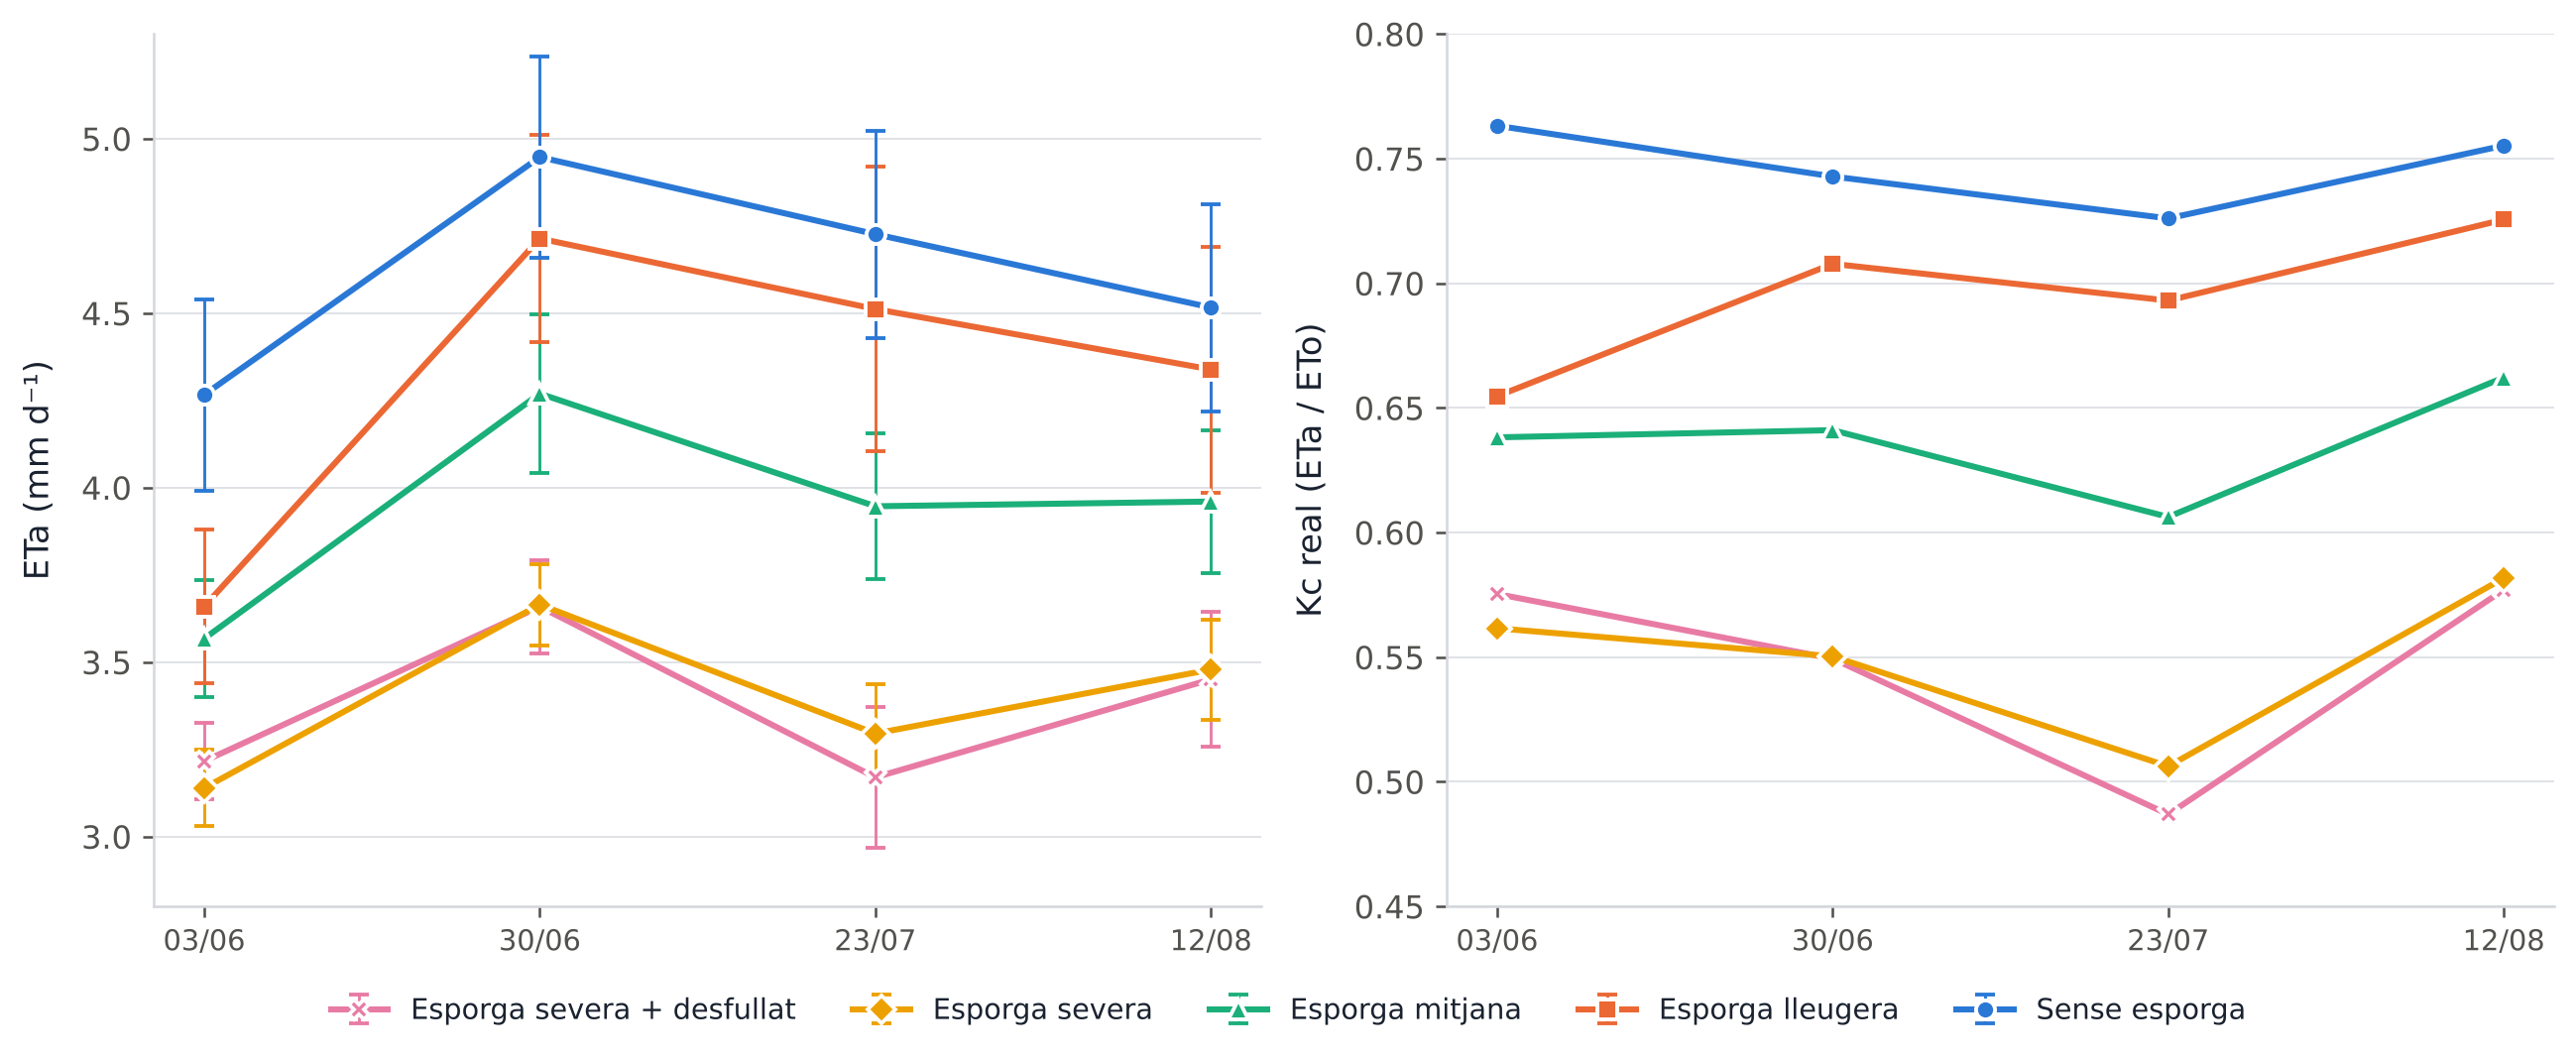 ETa (mm d⁻¹)
5.0
4.5
4.0
3.5
3.0
03/06 30/06 23/07 12/08
Kc real (ETa / ETo)
0.80
0.75
0.70
0.65
0.60
0.55
0.50
0.45
03/06 30/06 23/07 12/08
Esporga severa + desfullat Esporga severa Esporga mitjana Esporga lleugera Sense esporga